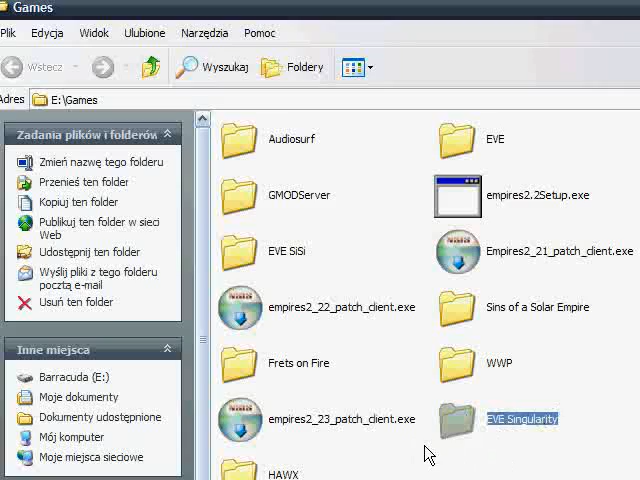 Games
Plik Edycja Widok Ulubione Narzędzia Pomoc
Wstecz Wyszukaj Foldery
Adres E:\Games
Zadania plików i folderów
Zmień nazwę tego folderu
Przenieś ten folder
Kopiuj ten folder
Publikuj ten folder w sieci
Web
Udostępnij ten folder
Wyślij pliki z tego folderu
pocztą e-mail
Usuń ten folder
Inne miejsca
Barracuda (E:)
Moje dokumenty
Dokumenty udostępnione
Mój komputer
Moje miejsca sieciowe
Audiosurf
EVE
GMODServer
empires2.2Setup.exe
EVE SiSi
Empires2_21_patch_client.exe
empires2_22_patch_client.exe
Sins of a Solar Empire
Frets on Fire
WWP
empires2_23_patch_client.exe
EVE Singularity
HAWX